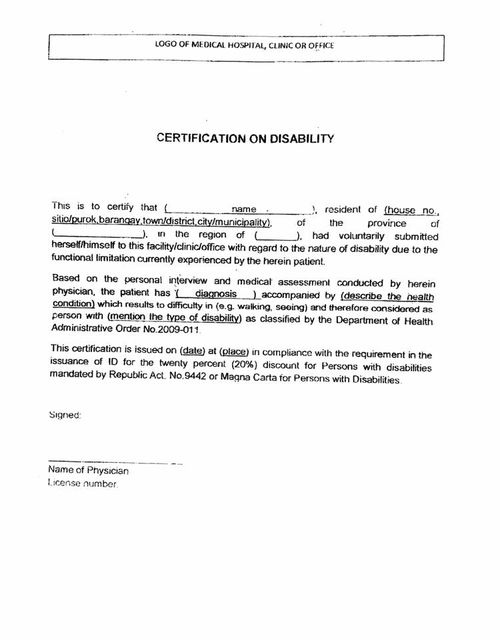 LOGO OF MEDICAL HOSPITAL, CLINIC OR OFFICE
CERTIFICATION ON DISABILITY
This is to certify that (__________ name __________), resident of (house no.,
sitio/purok,barangay,town/district,city/municipality), of the province of
(______________), in the region of (_______), had voluntarily submitted
herself/himself to this facility/clinic/office with regard to the nature of disability due to the
functional limitation currently experienced by the herein patient.
Based on the personal interview and medical assessment conducted by herein
physician, the patient has (__ diagnosis __) accompanied by (describe the health
condition) which results to difficulty in (e.g. walking, seeing) and therefore considered as
person with (mention the type of disability) as classified by the Department of Health
Administrative Order No.2009-011.
This certification is issued on (date) at (place) in compliance with the requirement in the
issuance of ID for the twenty percent (20%) discount for Persons with disabilities
mandated by Republic Act. No.9442 or Magna Carta for Persons with Disabilities.
Signed:
____________________
Name of Physician
License number